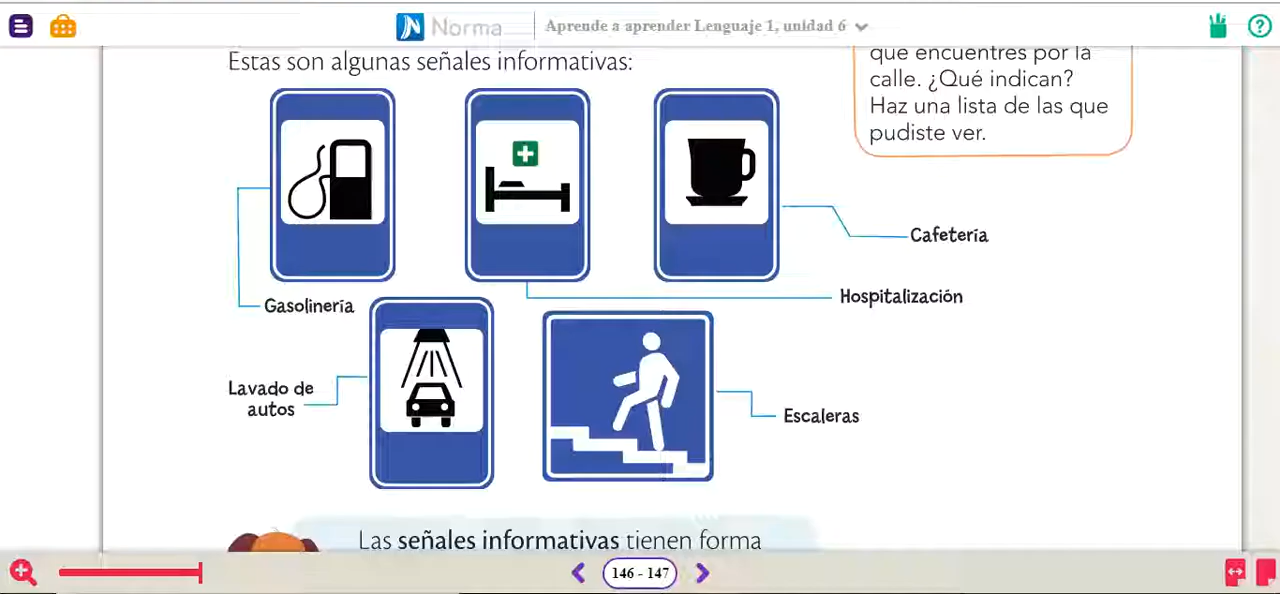 Norma
Aprende a aprender Lenguaje 1, unidad 6
Estas son algunas señales informativas:
que encuentres por la
calle. ¿Qué indican?
Haz una lista de las que
pudiste ver.
Cafetería
Hospitalización
Gasolinería
Lavado de
autos
Escaleras
Las señales informativas tienen forma
146 - 147